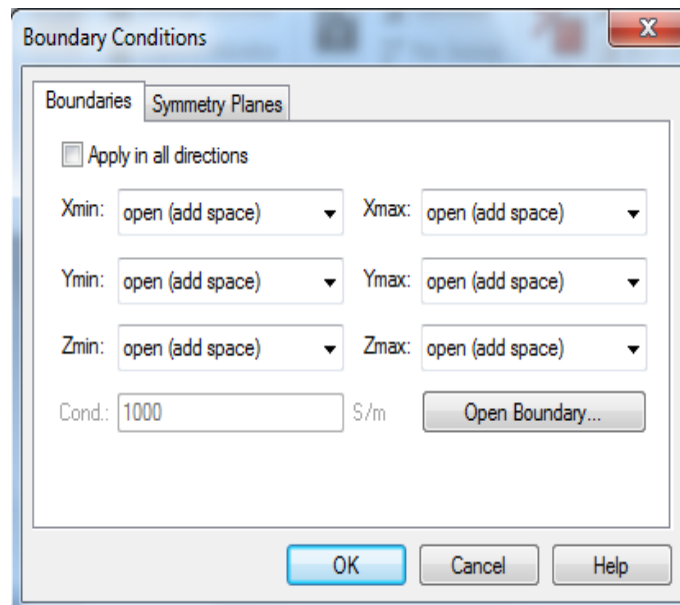 Boundary Conditions
X
Boundaries Symmetry Planes
Apply in all directions
Xmin: open (add space) Xmax: open (add space)
Ymin: open (add space) Ymax: open (add space)
Zmin: open (add space) Zmax: open (add space)
Cond.: 1000 S/m Open Boundary...
OK Cancel Help